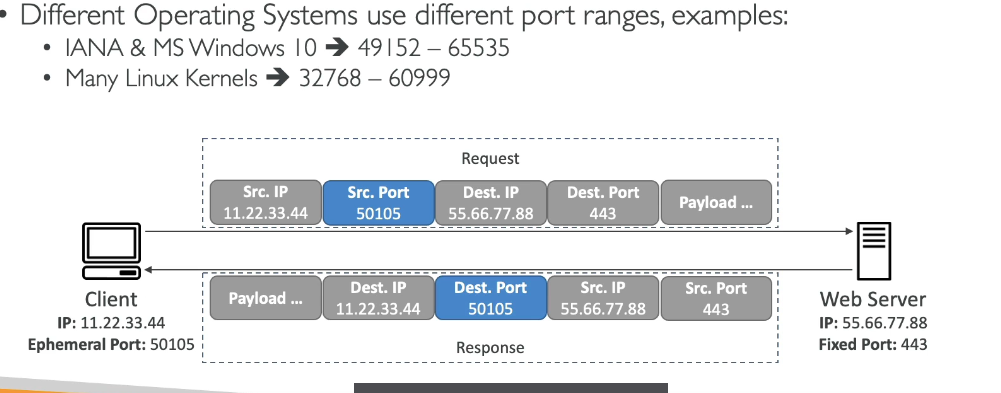 • Different Operating Systems use different port ranges, examples:
• IANA & MS Windows 10 ➔ 49152 – 65535
• Many Linux Kernels ➔ 32768 – 60999
Request
Src. IP
11.22.33.44
Src. Port
50105
Dest. IP
55.66.77.88
Dest. Port
443
Payload ...
Client
IP: 11.22.33.44
Ephemeral Port: 50105
Web Server
IP: 55.66.77.88
Fixed Port: 443
Payload ...
Dest. IP
11.22.33.44
Dest. Port
50105
Src. IP
55.66.77.88
Src. Port
443
Response